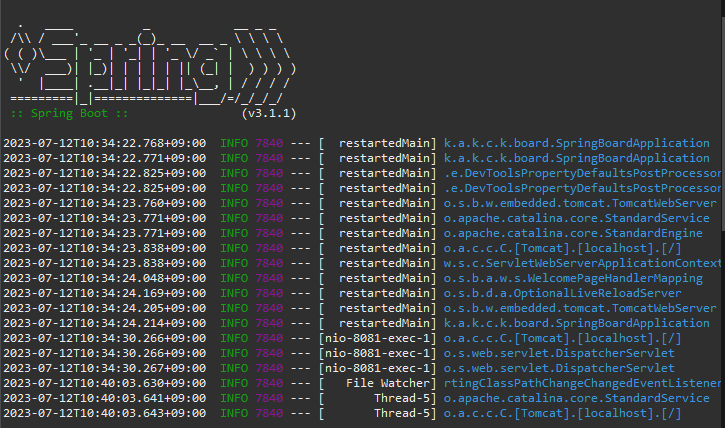 .   ____          _            __ _ _
 /\\ / ___'_ __ _ _(_)_ __  __ _ \ \ \ \
( ( )\___ | '_ | '_| | '_ \/ _` | \ \ \ \
 \\/  ___)| |_)| | | | | || (_| |  ) ) ) )
  '  |____| .__|_| |_|_| |_\__, | / / / /
 =========|_|==============|___/=/_/_/_/
 :: Spring Boot ::                (v3.1.1)
2023-07-12T10:34:22.768+09:00  INFO 7840 --- [  restartedMain] k.a.k.c.k.board.SpringBoardApplication
2023-07-12T10:34:22.771+09:00  INFO 7840 --- [  restartedMain] k.a.k.c.k.board.SpringBoardApplication
2023-07-12T10:34:22.825+09:00  INFO 7840 --- [  restartedMain] .e.DevToolsPropertyDefaultsPostProcessor
2023-07-12T10:34:22.825+09:00  INFO 7840 --- [  restartedMain] .e.DevToolsPropertyDefaultsPostProcessor
2023-07-12T10:34:23.760+09:00  INFO 7840 --- [  restartedMain] o.s.b.w.embedded.tomcat.TomcatWebServer
2023-07-12T10:34:23.771+09:00  INFO 7840 --- [  restartedMain] o.apache.catalina.core.StandardService
2023-07-12T10:34:23.771+09:00  INFO 7840 --- [  restartedMain] o.apache.catalina.core.StandardEngine
2023-07-12T10:34:23.838+09:00  INFO 7840 --- [  restartedMain] o.a.c.c.C.[Tomcat].[localhost].[/]
2023-07-12T10:34:23.838+09:00  INFO 7840 --- [  restartedMain] w.s.c.ServletWebServerApplicationContext
2023-07-12T10:34:24.048+09:00  INFO 7840 --- [  restartedMain] o.s.b.a.w.s.WelcomePageHandlerMapping
2023-07-12T10:34:24.169+09:00  INFO 7840 --- [  restartedMain] o.s.b.d.a.OptionalLiveReloadServer
2023-07-12T10:34:24.205+09:00  INFO 7840 --- [  restartedMain] o.s.b.w.embedded.tomcat.TomcatWebServer
2023-07-12T10:34:24.214+09:00  INFO 7840 --- [  restartedMain] k.a.k.c.k.board.SpringBoardApplication
2023-07-12T10:34:30.266+09:00  INFO 7840 --- [nio-8081-exec-1] o.a.c.c.C.[Tomcat].[localhost].[/]
2023-07-12T10:34:30.266+09:00  INFO 7840 --- [nio-8081-exec-1] o.s.web.servlet.DispatcherServlet
2023-07-12T10:34:30.267+09:00  INFO 7840 --- [nio-8081-exec-1] o.s.web.servlet.DispatcherServlet
2023-07-12T10:40:03.630+09:00  INFO 7840 --- [   File Watcher] rtingClassPathChangeChangedEventListener
2023-07-12T10:40:03.641+09:00  INFO 7840 --- [       Thread-5] o.apache.catalina.core.StandardService
2023-07-12T10:40:03.643+09:00  INFO 7840 --- [       Thread-5] o.a.c.c.C.[Tomcat].[localhost].[/]